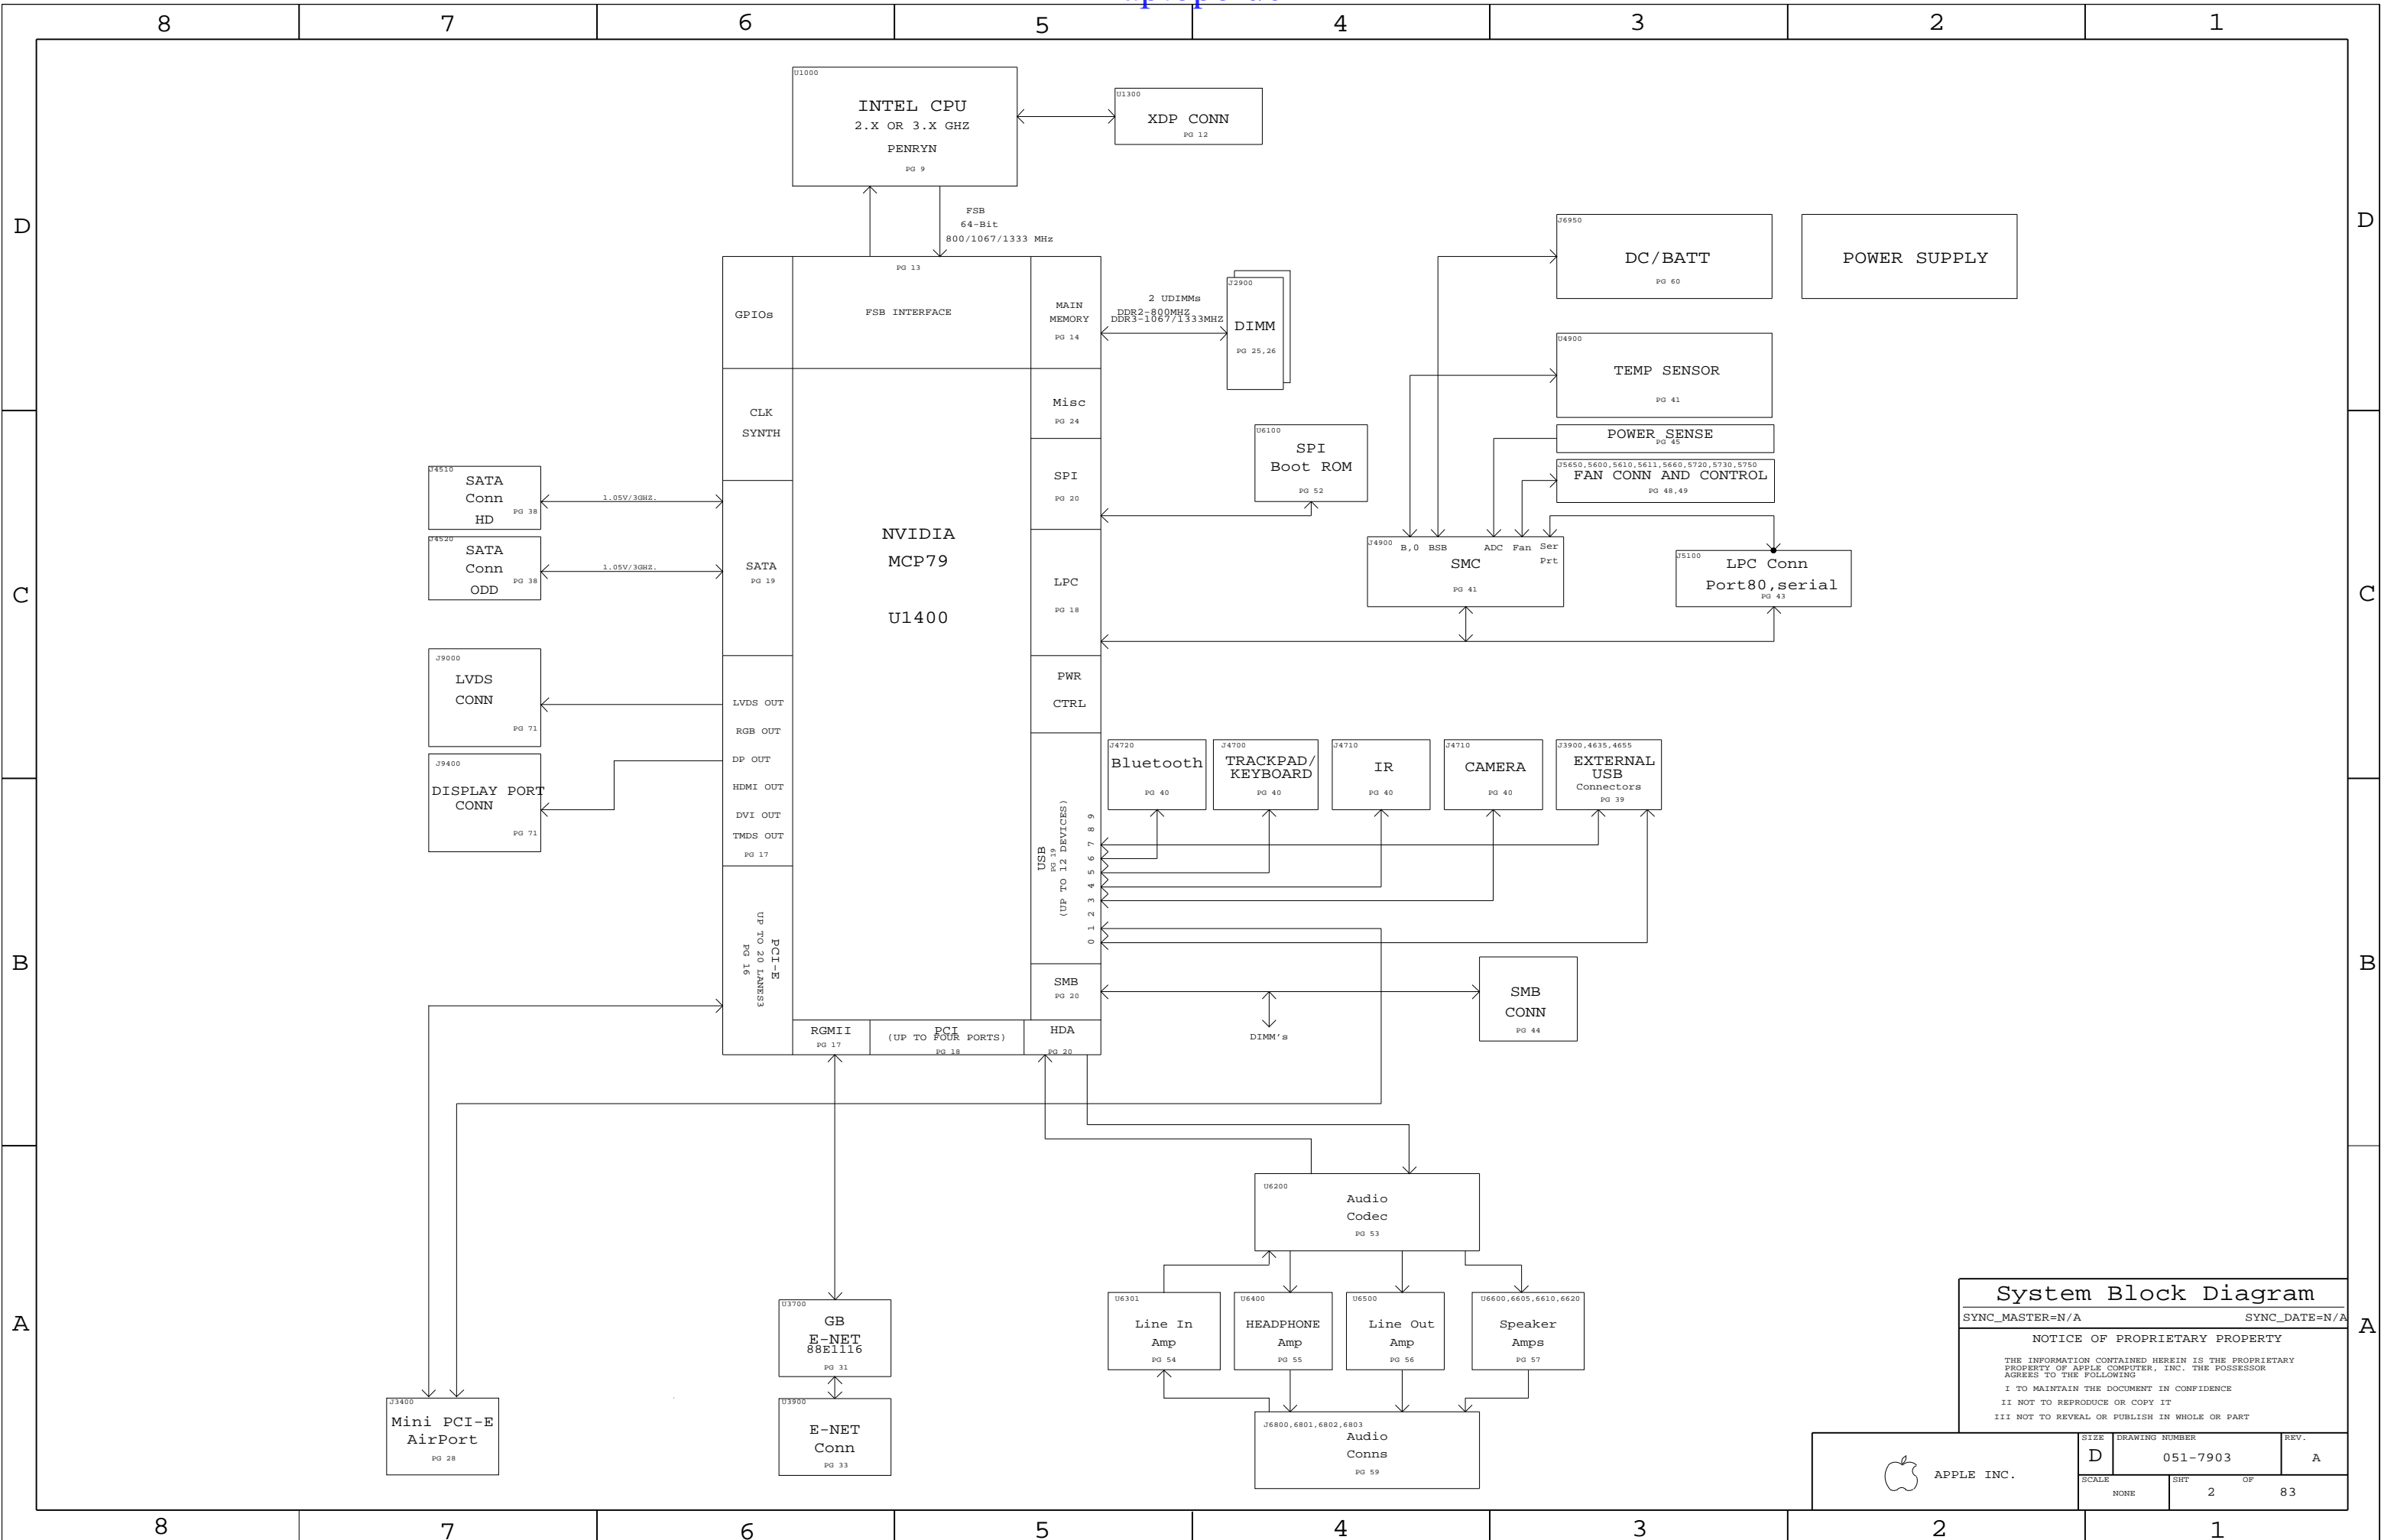 8 7 6 5 4 3 2 1
U1000
INTEL CPU
2.X OR 3.X GHZ
PENRYN
PG 9
U1300
XDP CONN
PG 12
FSB
64-Bit
800/1067/1333 MHz
D
D
J6950
DC/BATT
PG 60
POWER SUPPLY
GPIOs
PG 13
FSB INTERFACE
MAIN
MEMORY
PG 14
2 UDIMMs
DDR2-800MHZ
DDR3-1067/1333MHZ
J2900
DIMM
PG 25,26
U4900
TEMP SENSOR
PG 41
CLK
SYNTH
Misc
PG 24
U6100
SPI
Boot ROM
PG 52
POWER SENSE
PG 45
J5650,5600,5610,5611,5660,5720,5730,5750
FAN CONN AND CONTROL
PG 48,49
J4510
SATA
Conn
HD
PG 38
1.05V/3GHZ.
SPI
PG 20
NVIDIA
MCP79
U1400
J4520
SATA
Conn
ODD
PG 38
1.05V/3GHZ.
SATA
PG 19
LPC
PG 18
J4900
B,0 BSB ADC Fan Ser
Prt
SMC
PG 41
J5100
LPC Conn
Port80,serial
PG 43
C
C
J9000
LVDS
CONN
PG 71
LVDS OUT
RGB OUT
DP OUT
HDMI OUT
DVI OUT
TMDS OUT
PG 17
PWR
CTRL
J9400
DISPLAY PORT
CONN
PG 71
J4720
Bluetooth
PG 40
J4700
TRACKPAD/
KEYBOARD
PG 40
J4710
IR
PG 40
J4710
CAMERA
PG 40
J3900,4635,4655
EXTERNAL
USB
Connectors
PG 39
USB
PG 19
(UP TO 12 DEVICES)
0 1 2 3 4 5 6 7 8 9
PCI-E
UP TO 20 LANES3
PG 16
B
B
SMB
PG 20
DIMM's
SMB
CONN
PG 44
RGMII
PG 17
PCI
(UP TO FOUR PORTS)
PG 18
HDA
PG 20
U6200
Audio
Codec
PG 53
A
A
U6301
Line In
Amp
PG 54
U6400
HEADPHONE
Amp
PG 55
U6500
Line Out
Amp
PG 56
U6600,6605,6610,6620
Speaker
Amps
PG 57
U3700
GB
E-NET
88E1116
PG 31
U3900
E-NET
Conn
PG 33
J3400
Mini PCI-E
AirPort
PG 28
J6800,6801,6802,6803
Audio
Conns
PG 59
System Block Diagram
SYNC_MASTER=N/A SYNC_DATE=N/A
NOTICE OF PROPRIETARY PROPERTY
THE INFORMATION CONTAINED HEREIN IS THE PROPRIETARY
PROPERTY OF APPLE COMPUTER, INC. THE POSSESSOR
AGREES TO THE FOLLOWING
I TO MAINTAIN THE DOCUMENT IN CONFIDENCE
II NOT TO REPRODUCE OR COPY IT
III NOT TO REVEAL OR PUBLISH IN WHOLE OR PART
APPLE INC.
SIZE
D
DRAWING NUMBER
051-7903
REV.
A
SCALE
NONE
SHT OF
2 83
8 7 6 5 4 3 2 1